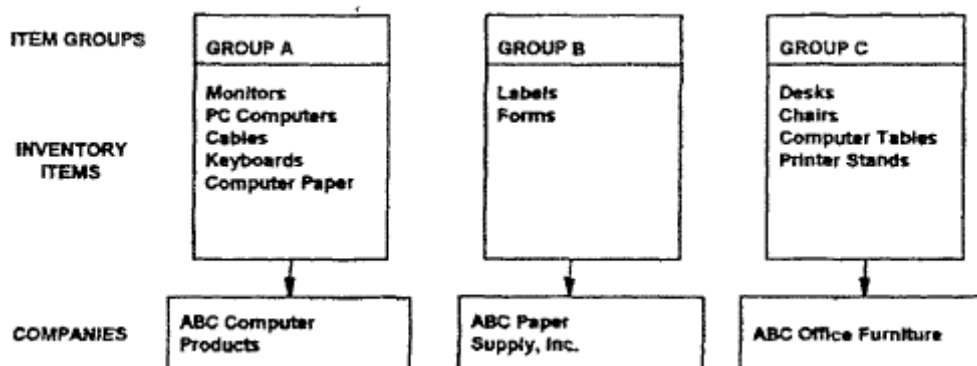 ITEM GROUPS
GROUP A
GROUP B
GROUP C
INVENTORY
ITEMS
Monitors
PC Computers
Cables
Keyboards
Computer Paper
Labels
Forms
Desks
Chairs
Computer Tables
Printer Stands
COMPANIES
ABC Computer
Products
ABC Paper
Supply, Inc.
ABC Office Furniture